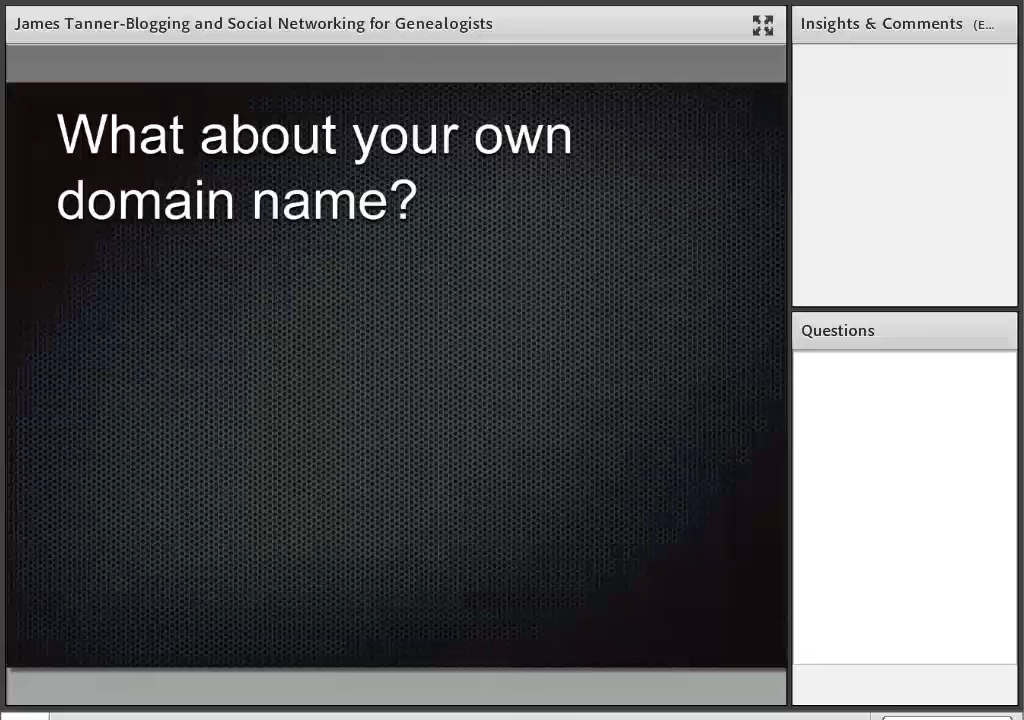 James Tanner-Blogging and Social Networking for Genealogists
Insights & Comments (E...
What about your own
domain name?
Questions